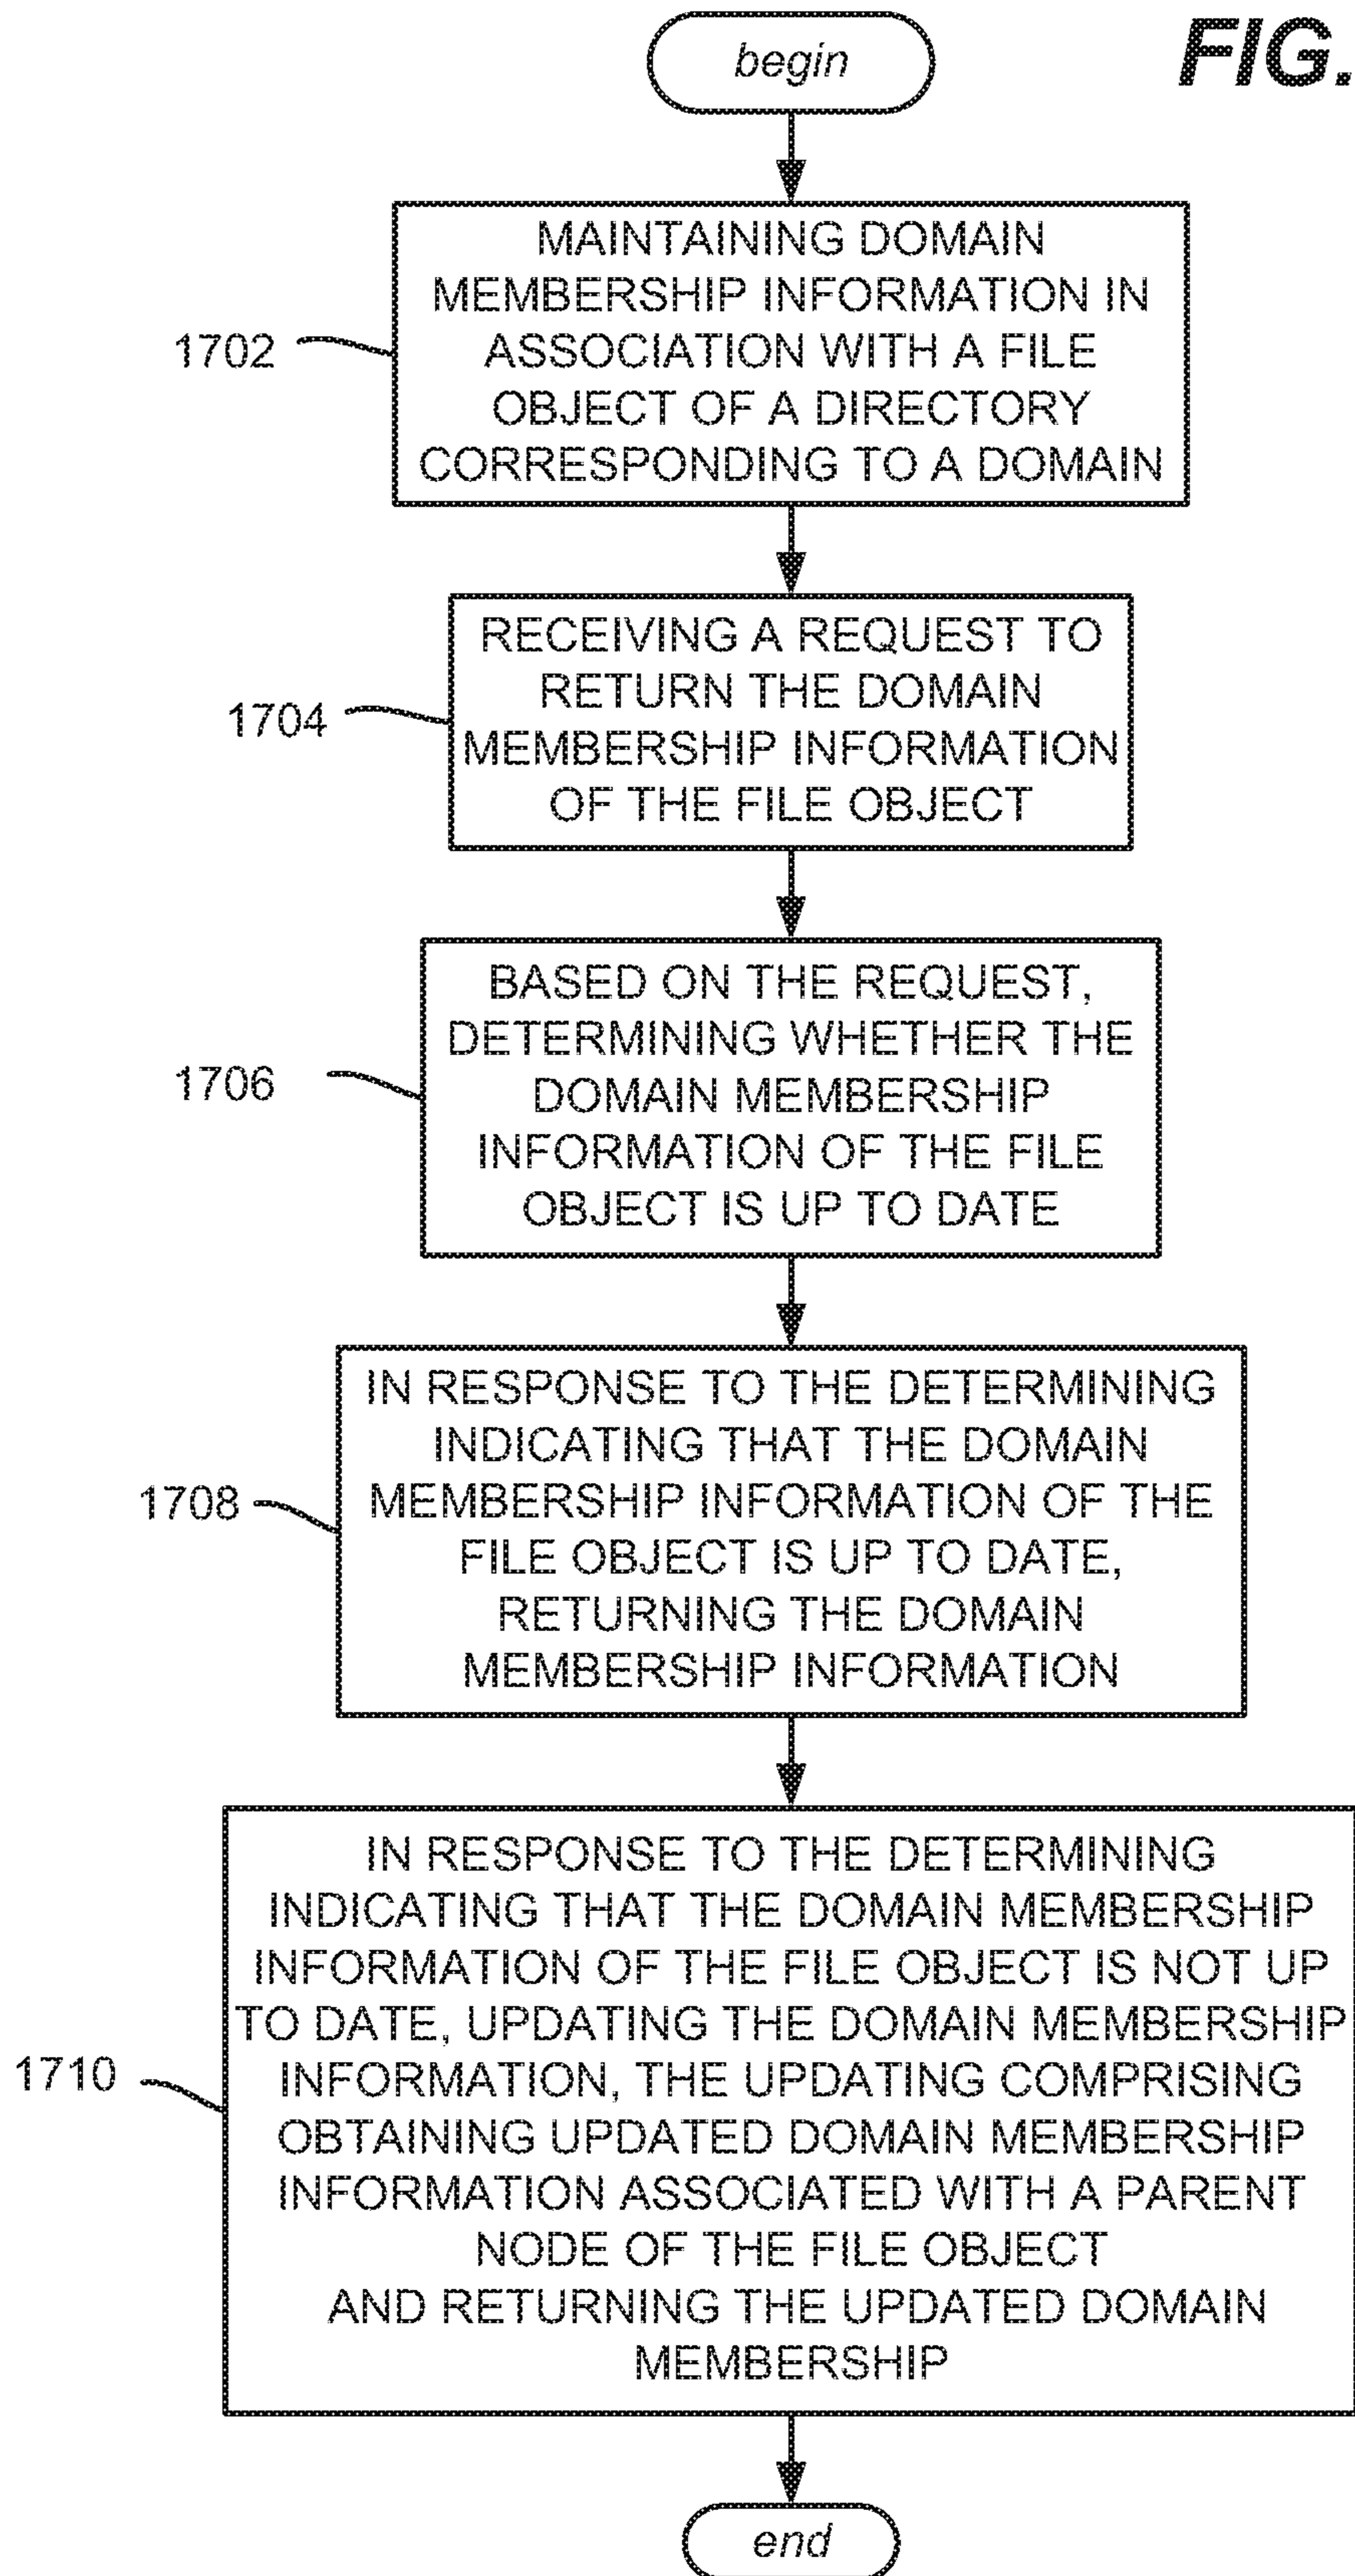 FIG.
begin
MAINTAINING DOMAIN
MEMBERSHIP INFORMATION IN
ASSOCIATION WITH A FILE
OBJECT OF A DIRECTORY
CORRESPONDING TO A DOMAIN
1702
RECEIVING A REQUEST TO
RETURN THE DOMAIN
MEMBERSHIP INFORMATION
OF THE FILE OBJECT
1704
BASED ON THE REQUEST,
DETERMINING WHETHER THE
DOMAIN MEMBERSHIP
INFORMATION OF THE FILE
OBJECT IS UP TO DATE
1706
IN RESPONSE TO THE DETERMINING
INDICATING THAT THE DOMAIN
MEMBERSHIP INFORMATION OF THE
FILE OBJECT IS UP TO DATE,
RETURNING THE DOMAIN
MEMBERSHIP INFORMATION
1708
IN RESPONSE TO THE DETERMINING
INDICATING THAT THE DOMAIN MEMBERSHIP
INFORMATION OF THE FILE OBJECT IS NOT UP
TO DATE, UPDATING THE DOMAIN MEMBERSHIP
INFORMATION, THE UPDATING COMPRISING
OBTAINING UPDATED DOMAIN MEMBERSHIP
INFORMATION ASSOCIATED WITH A PARENT
NODE OF THE FILE OBJECT
AND RETURNING THE UPDATED DOMAIN
MEMBERSHIP
1710
end